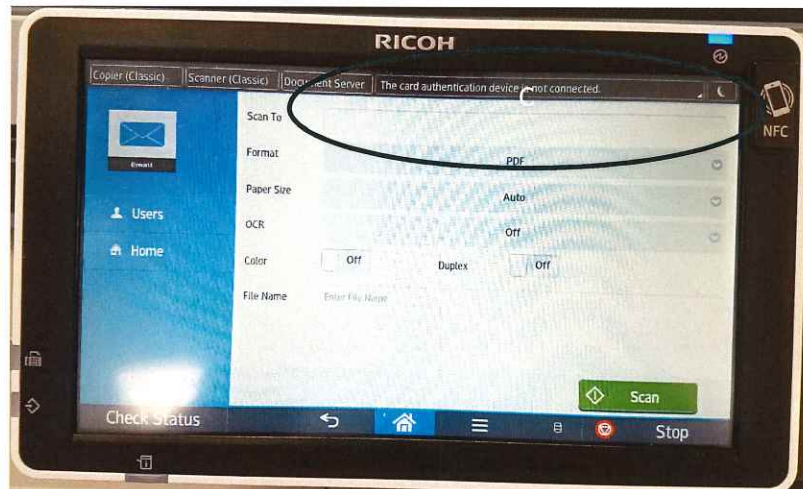 RICOH
Copier (Classic) Scanner (Classic) Document Server The card authentication device is not connected.
C
NFC
Email
Scan To
Format PDF
Paper Size Auto
Users
OCR Off
Home
Color Off Duplex Off
File Name Enter File Name
Scan
Check Status Stop